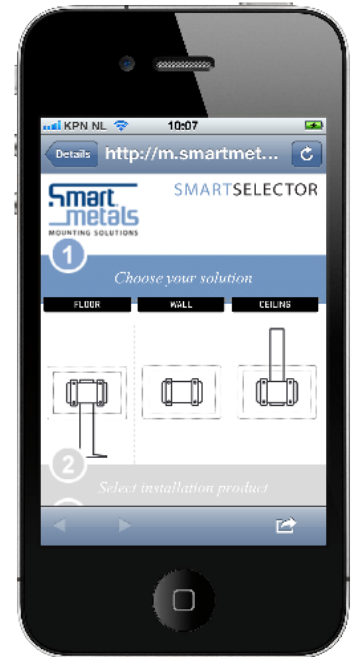 KPN NL 10:07
Details http://m.smartmet...
Smart
metals
MOUNTING SOLUTIONS
SMARTSELECTOR
1
Choose your solution
FLOOR WALL CEILING
2
Select installation product